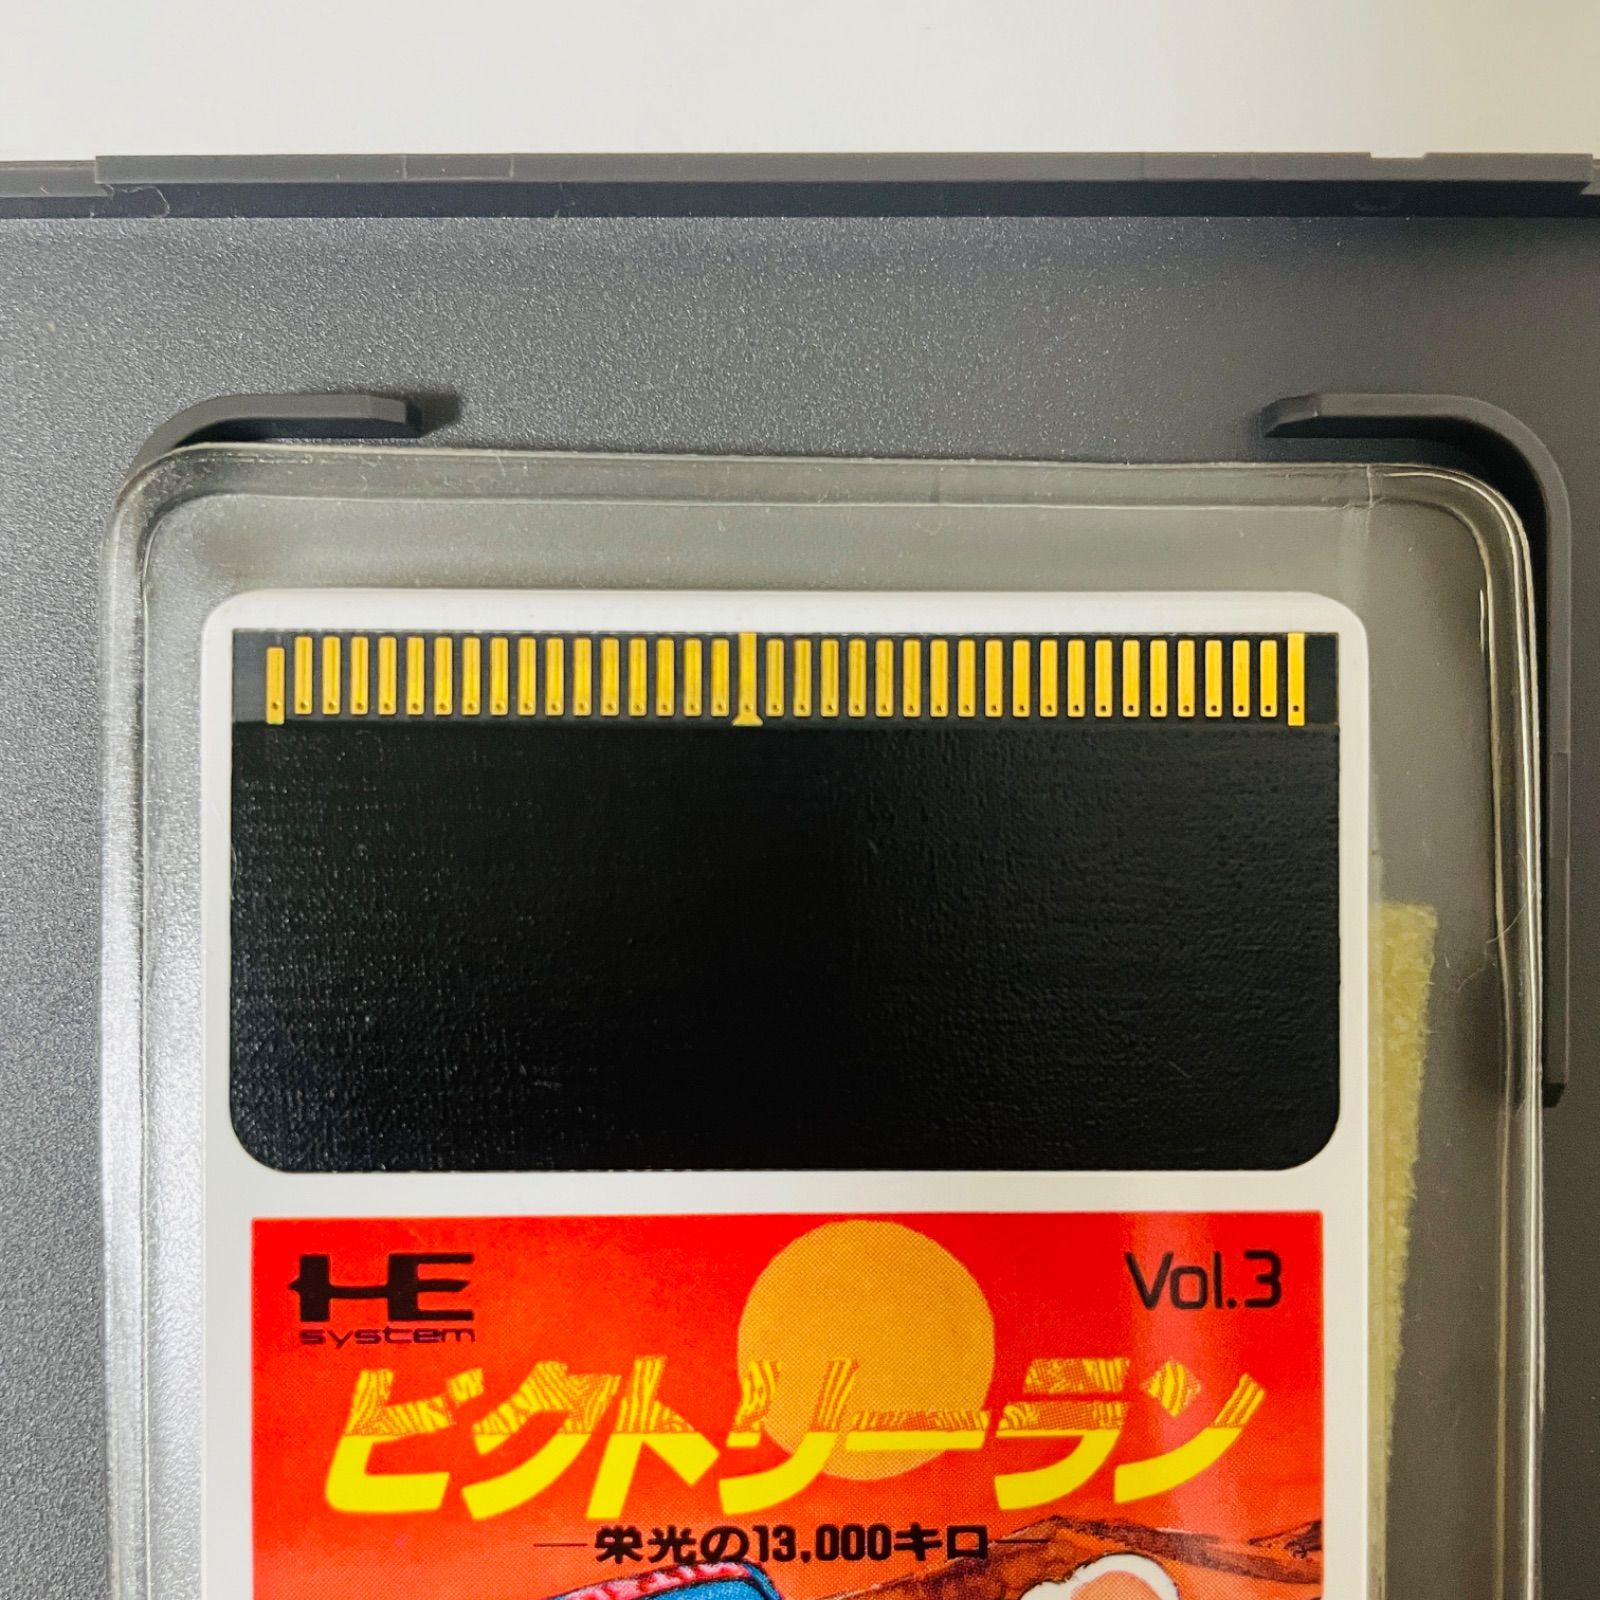 HE
system
Vol.3
ビクトリーラン
―栄光の13,000キロ―